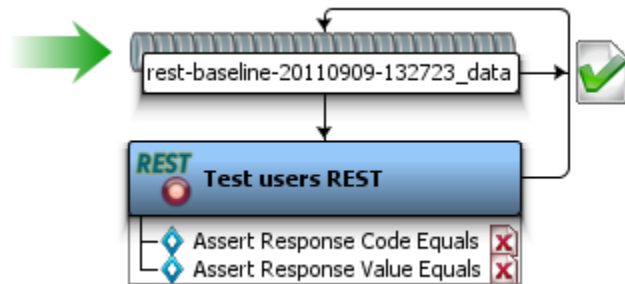 rest-baseline-20110909-132723_data
REST Test users REST
Assert Response Code Equals
Assert Response Value Equals